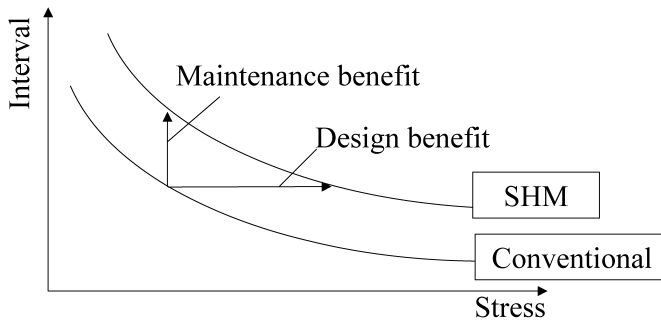 Interval
Maintenance benefit
Design benefit
SHM
Conventional
Stress